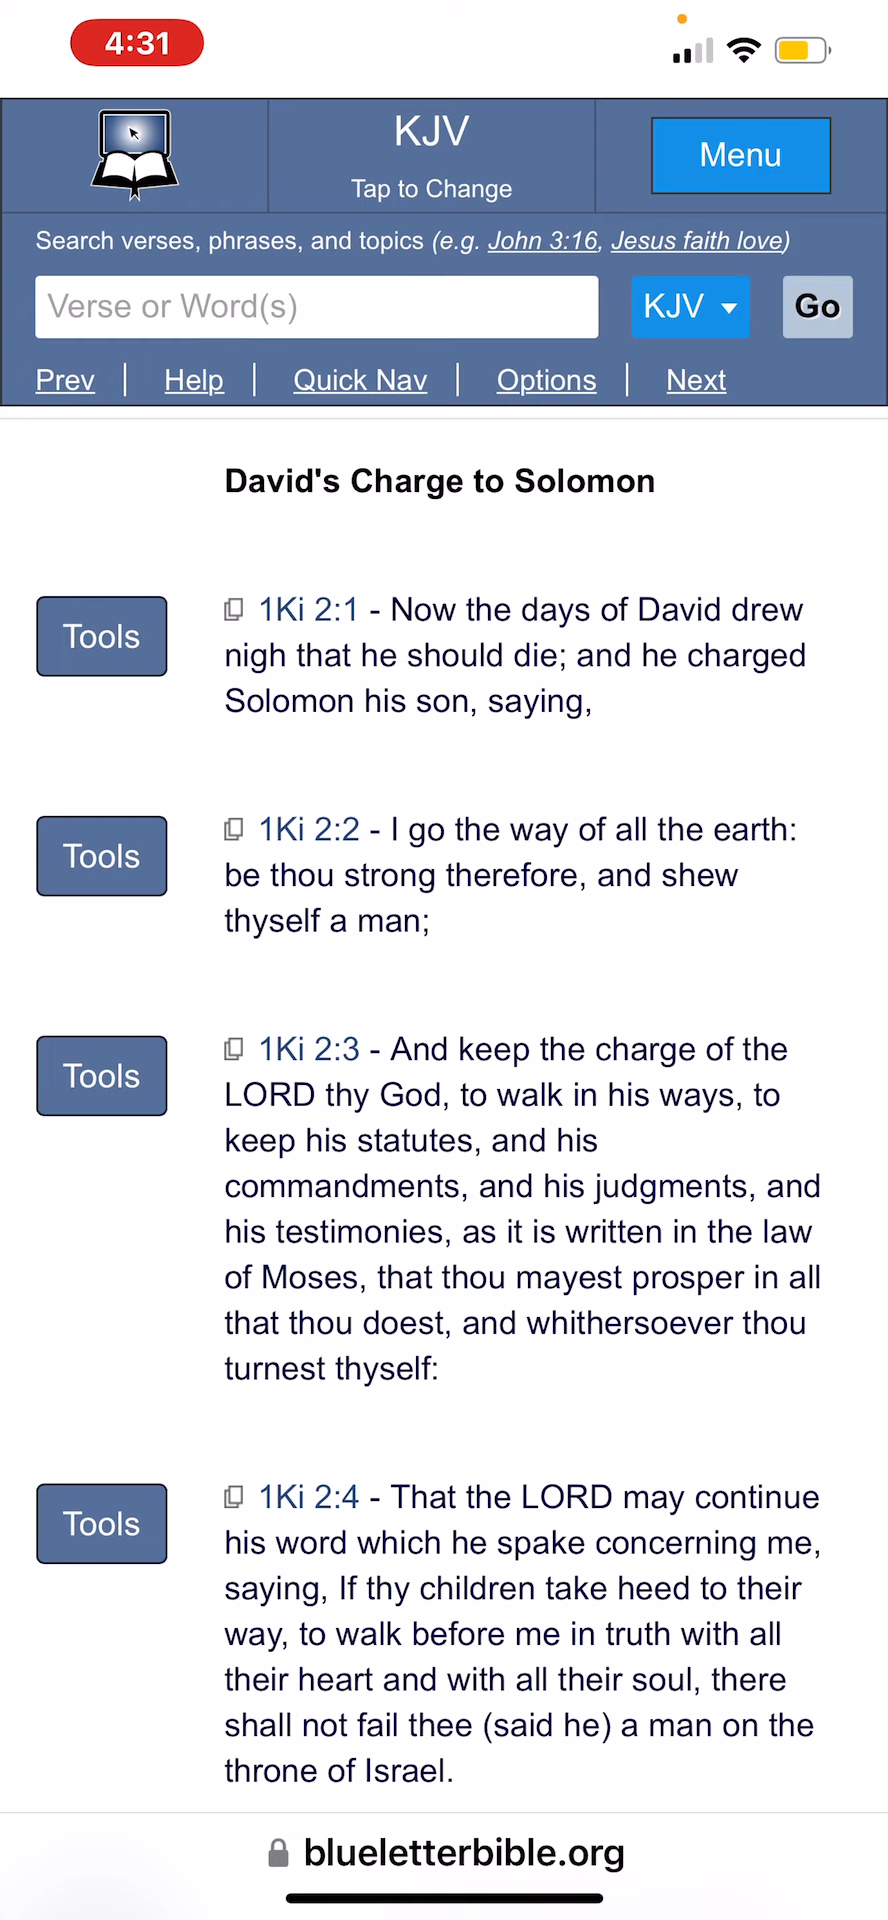 4:31
KJV
Tap to Change
Menu
Search verses, phrases, and topics (e.g. John 3:16, Jesus faith love)
Verse or Word(s)
KJV
Go
Prev | Help | Quick Nav | Options | Next
David's Charge to Solomon
Tools
1Ki 2:1 - Now the days of David drew
nigh that he should die; and he charged
Solomon his son, saying,
Tools
1Ki 2:2 - I go the way of all the earth:
be thou strong therefore, and shew
thyself a man;
Tools
1Ki 2:3 - And keep the charge of the
LORD thy God, to walk in his ways, to
keep his statutes, and his
commandments, and his judgments, and
his testimonies, as it is written in the law
of Moses, that thou mayest prosper in all
that thou doest, and whithersoever thou
turnest thyself:
Tools
1Ki 2:4 - That the LORD may continue
his word which he spake concerning me,
saying, If thy children take heed to their
way, to walk before me in truth with all
their heart and with all their soul, there
shall not fail thee (said he) a man on the
throne of Israel.
blueletterbible.org